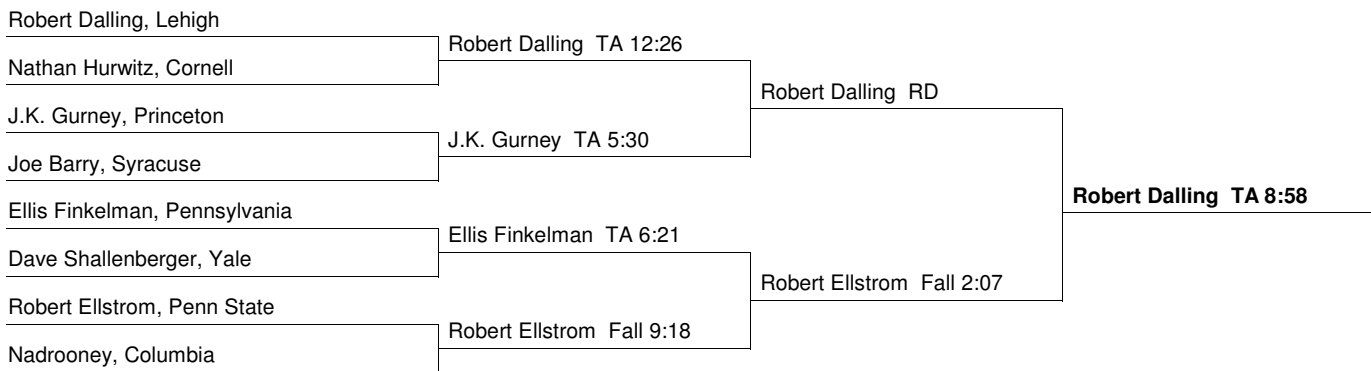 Robert Dalling, Lehigh
Robert Dalling TA 12:26
Nathan Hurwitz, Cornell
Robert Dalling RD
J.K. Gurney, Princeton
J.K. Gurney TA 5:30
Joe Barry, Syracuse
Robert Dalling TA 8:58
Ellis Finkelman, Pennsylvania
Ellis Finkelman TA 6:21
Dave Shallenberger, Yale
Robert Ellstrom Fall 2:07
Robert Ellstrom, Penn State
Robert Ellstrom Fall 9:18
Nadrooney, Columbia